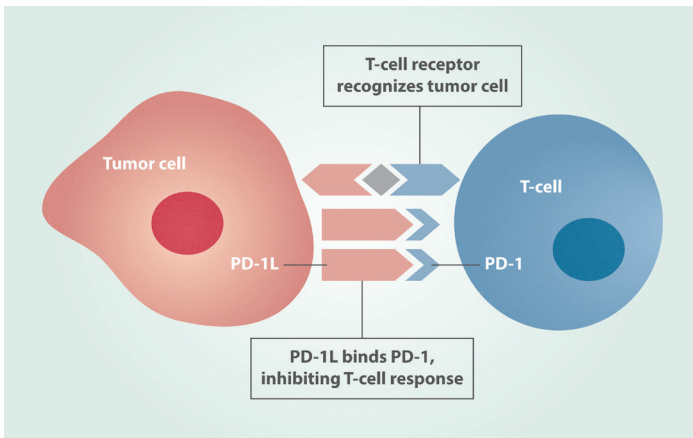 T-cell receptor
recognizes tumor cell
Tumor cell
T-cell
PD-1L
PD-1
PD-1L binds PD-1,
inhibiting T-cell response